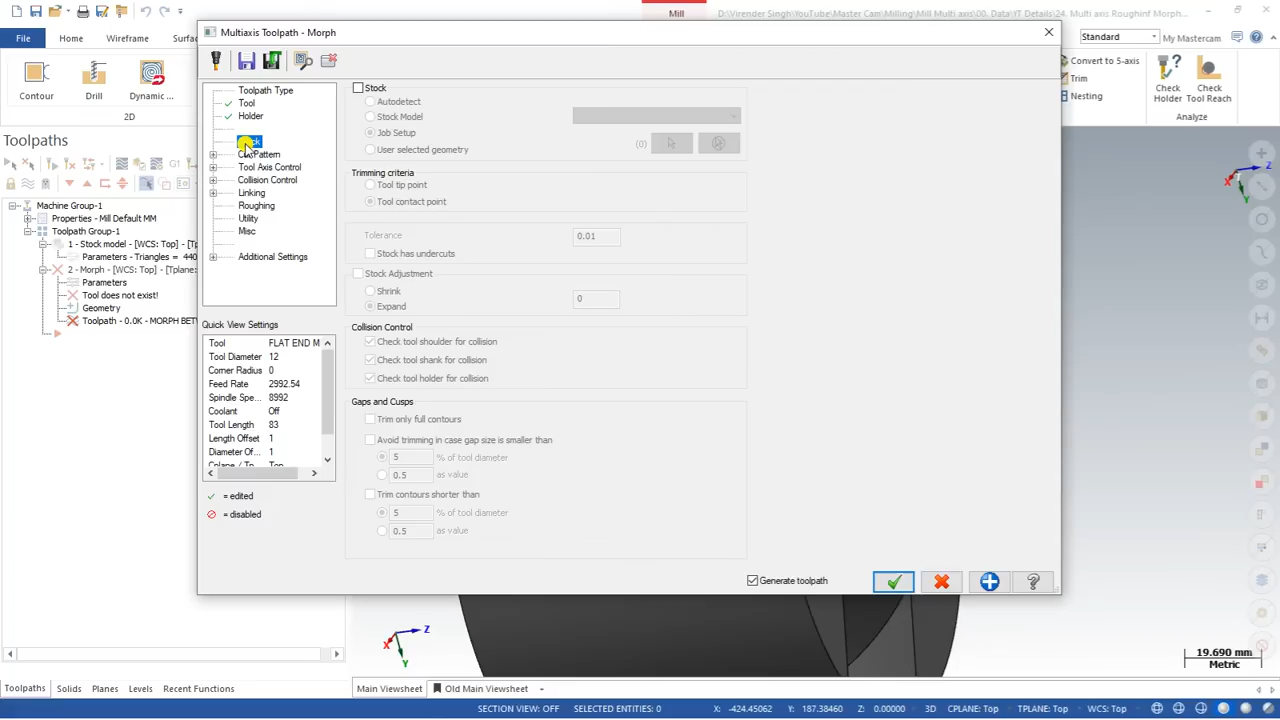 Mill
D:\Virender Singh\YouTube\Master Cam\Milling\Mill Multi axis\00. Data\YT Details\24. Multi axis Roughinf Morph...
File
Home
Wireframe
Surfa
Standard
My Mastercam
Contour
Drill
Dynamic ...
2D
Convert to 5-axis
Trim
Nesting
Check
Holder
Check
Tool Reach
Analyze
Multiaxis Toolpath - Morph
Toolpaths
G1
Machine Group-1
Properties - Mill Default MM
Toolpath Group-1
1 - Stock model - [WCS: Top] - [Tp
Parameters - Triangles = 440
2 - Morph - [WCS: Top] - [Tplane:
Parameters
Tool does not exist!
Geometry
Toolpath - 0.0K - MORPH BET
Toolpath Type
Tool
Holder
Cut Pattern
Tool Axis Control
Collision Control
Linking
Roughing
Utility
Misc
Additional Settings
Quick View Settings
Tool FLAT END M
Tool Diameter 12
Corner Radius 0
Feed Rate 2992.54
Spindle Spe... 8992
Coolant Off
Tool Length 83
Length Offset 1
Diameter Of... 1
Cplane / Tp... Top
= edited
= disabled
Stock
Autodetect
Stock Model
Job Setup
User selected geometry
(0)
Trimming criteria
Tool tip point
Tool contact point
Tolerance 0.01
Stock has undercuts
Stock Adjustment
Shrink
Expand
0
Collision Control
Check tool shoulder for collision
Check tool shank for collision
Check tool holder for collision
Gaps and Cusps
Trim only full contours
Avoid trimming in case gap size is smaller than
5 % of tool diameter
0.5 as value
Trim contours shorter than
5 % of tool diameter
0.5 as value
Generate toolpath
X
Z
Y
Z
X
Y
19.690 mm
Metric
Toolpaths
Solids
Planes
Levels
Recent Functions
Main Viewsheet
Old Main Viewsheet
SECTION VIEW: OFF
SELECTED ENTITIES: 0
X: -424.45062
Y: 187.38460
Z: 0.00000
3D
CPLANE: Top
TPLANE: Top
WCS: Top